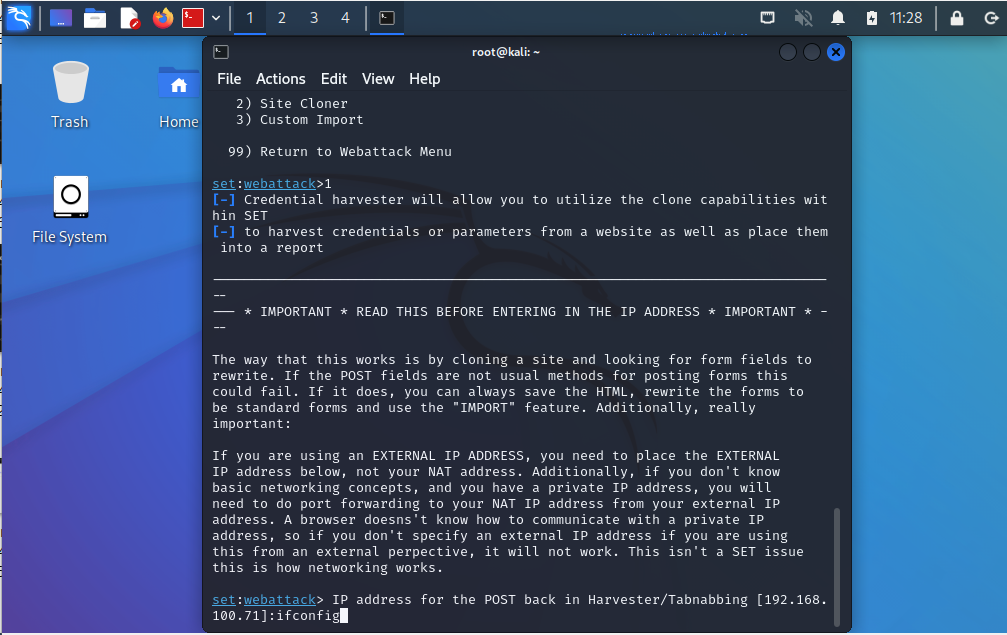 1 2 3 4
11:28
root@kali: ~
File Actions Edit View Help
Trash
Home
File System
2) Site Cloner
3) Custom Import
99) Return to Webattack Menu
set:webattack>1
[-] Credential harvester will allow you to utilize the clone capabilities wit
hin SET
[-] to harvest credentials or parameters from a website as well as place them
into a report
--
--- * IMPORTANT * READ THIS BEFORE ENTERING IN THE IP ADDRESS * IMPORTANT * -
--
The way that this works is by cloning a site and looking for form fields to
rewrite. If the POST fields are not usual methods for posting forms this
could fail. If it does, you can always save the HTML, rewrite the forms to
be standard forms and use the "IMPORT" feature. Additionally, really
important:
If you are using an EXTERNAL IP ADDRESS, you need to place the EXTERNAL
IP address below, not your NAT address. Additionally, if you don't know
basic networking concepts, and you have a private IP address, you will
need to do port forwarding to your NAT IP address from your external IP
address. A browser doesns't know how to communicate with a private IP
address, so if you don't specify an external IP address if you are using
this from an external perpective, it will not work. This isn't a SET issue
this is how networking works.
set:webattack> IP address for the POST back in Harvester/Tabnabbing [192.168.
100.71]:ifconfig